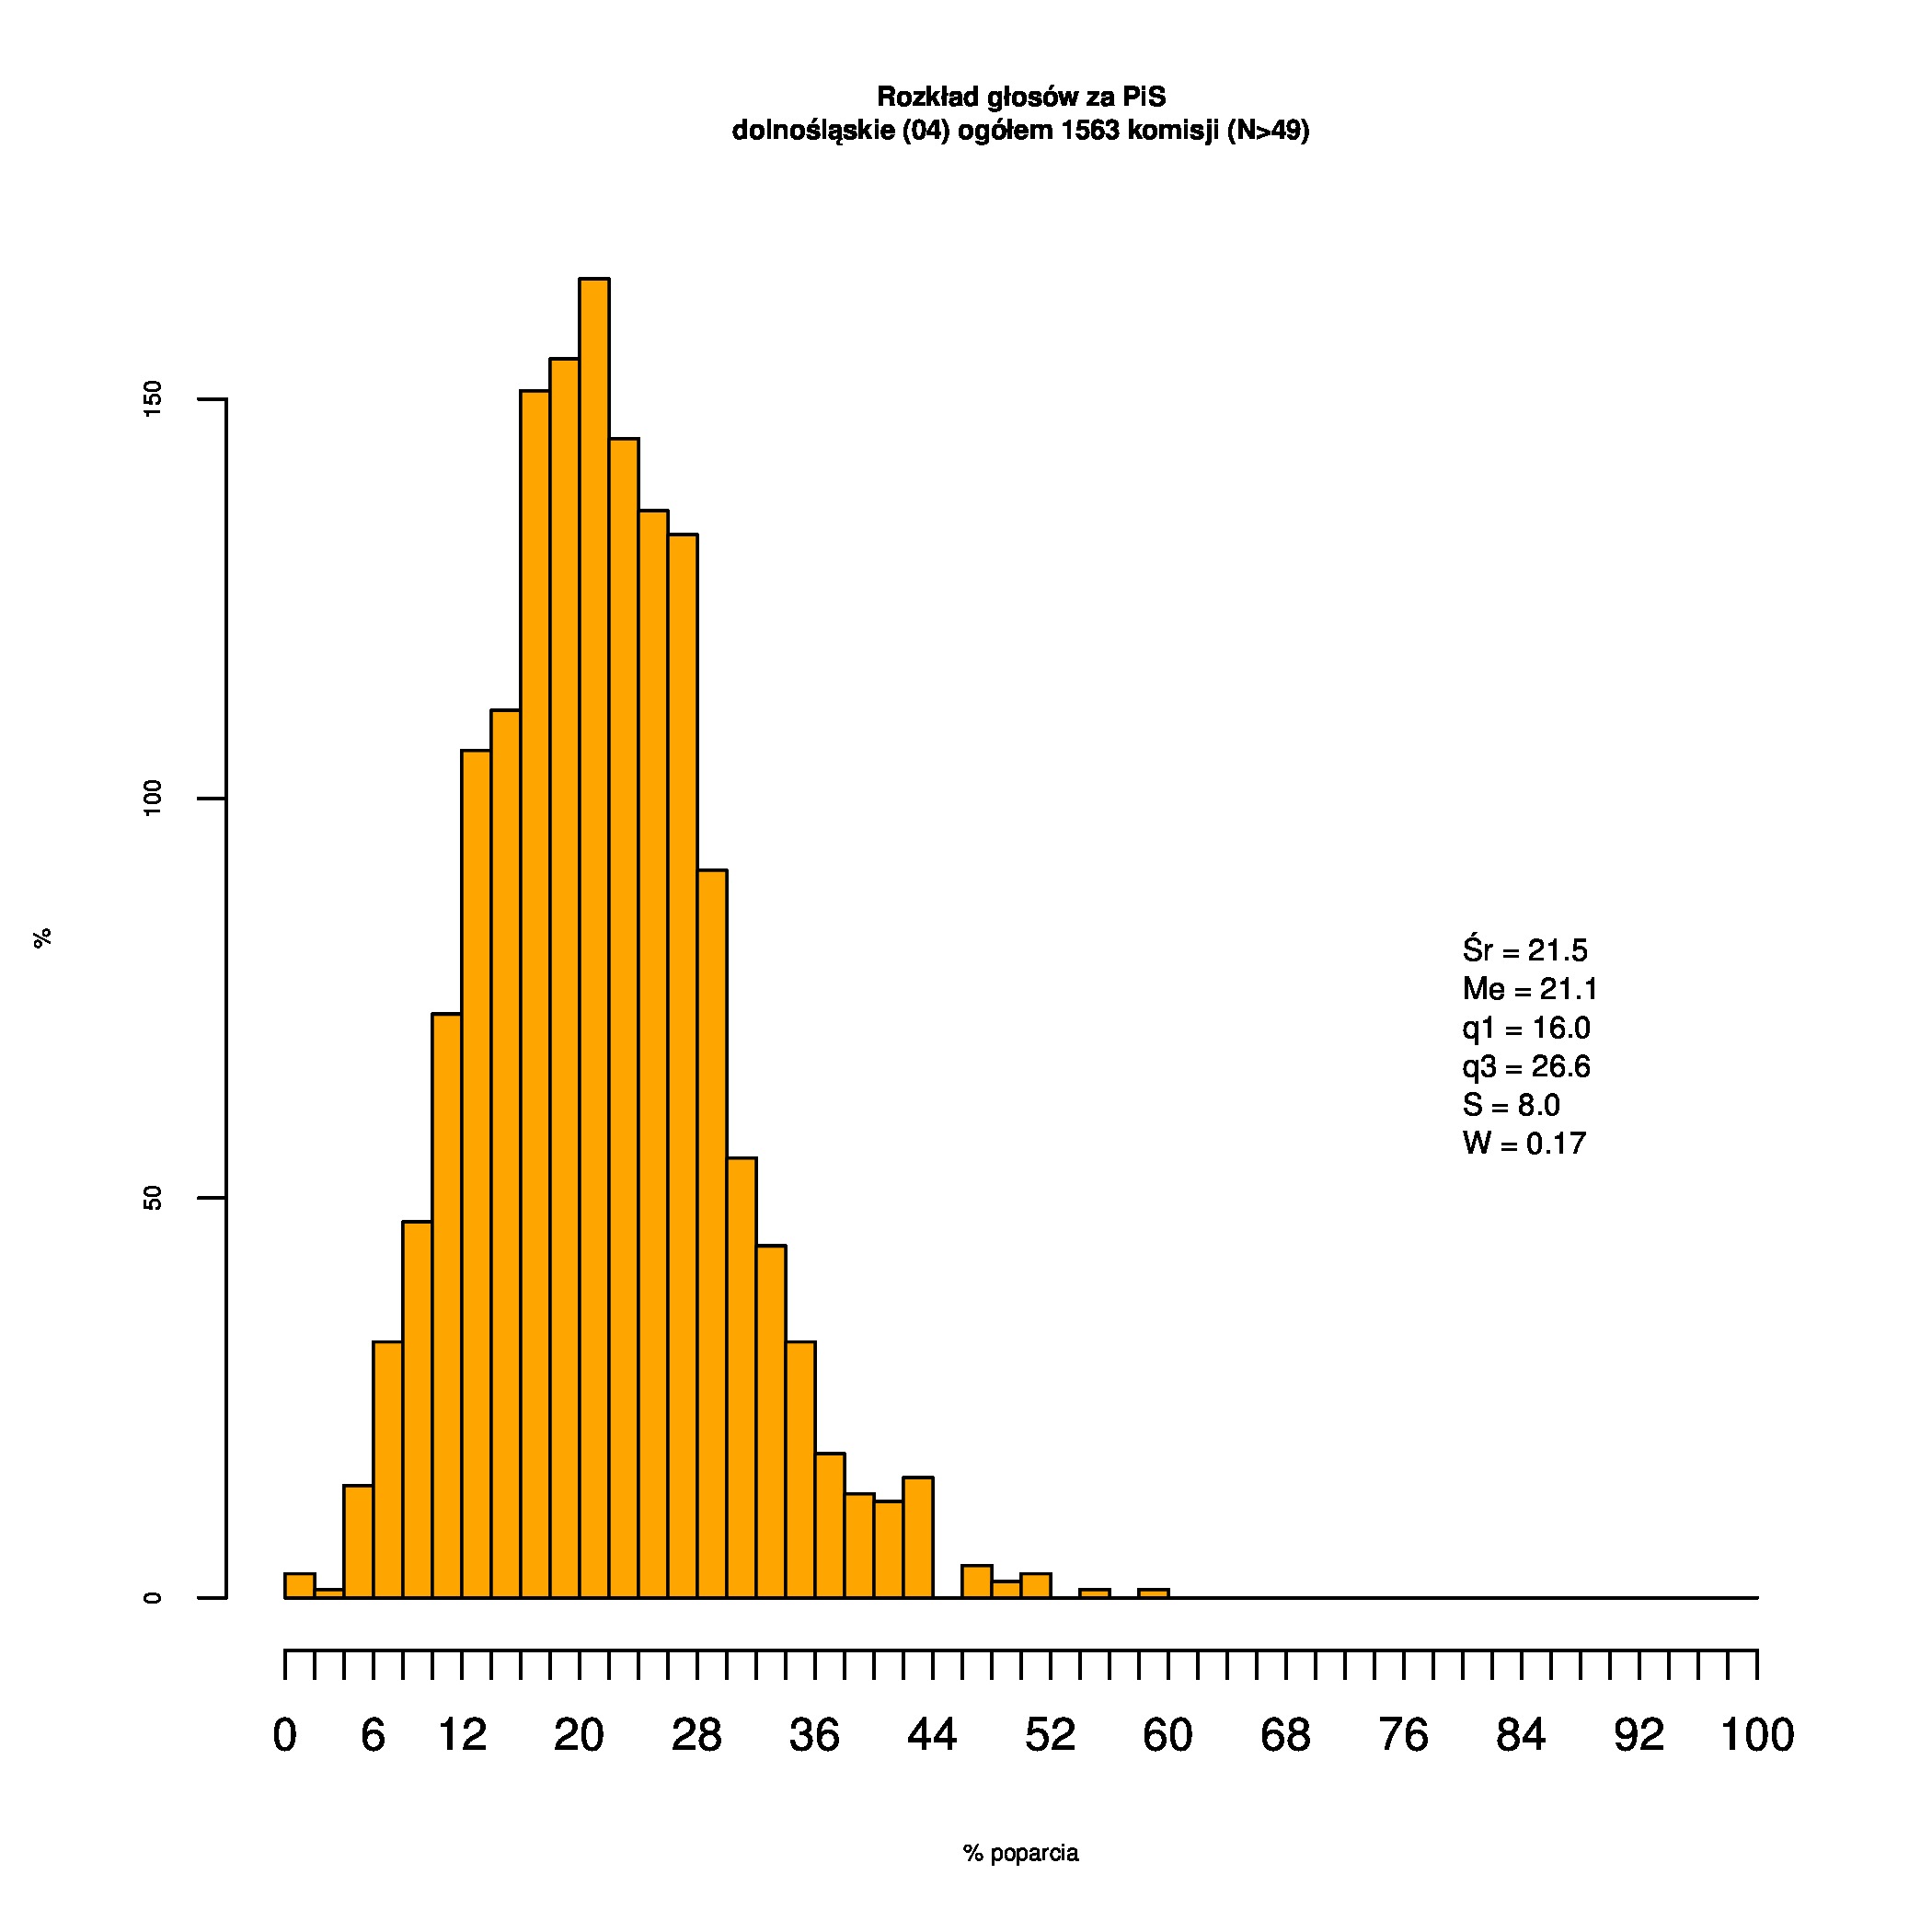 Rozkład głosów za PiS
dolnośląskie (04) ogółem 1563 komisji (N>49)
150
100
50
0
%
Śr = 21.5
Me = 21.1
q1 = 16.0
q3 = 26.6
S = 8.0
W = 0.17
0 6 12 20 28 36 44 52 60 68 76 84 92 100
% poparcia